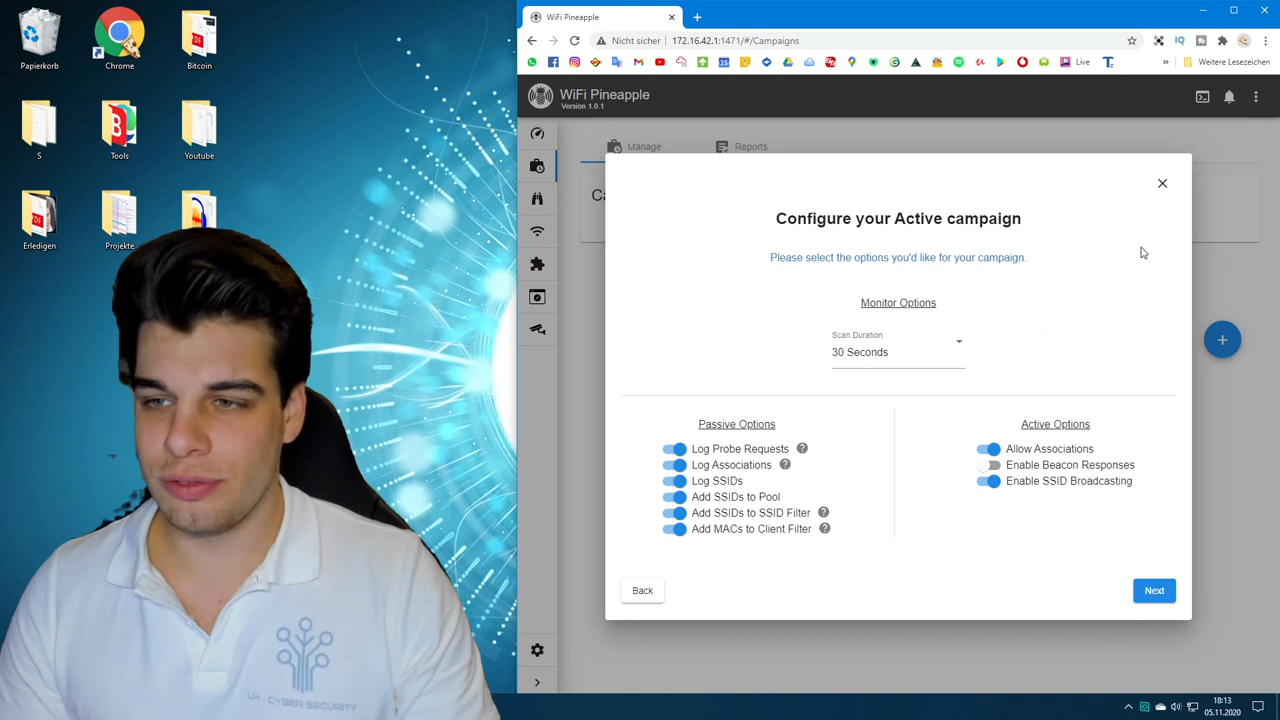 Papierkorb
Chrome
Bitcoin
S
Tools
Youtube
Erledigen
Projekte
LH - CYBER SECURITY
WiFi Pineapple
Nicht sicher
172.16.42.1:1471/#/Campaigns
Live
Weitere Lesezeichen
WiFi Pineapple
Version 1.0.1
Manage
Reports
Ca
Configure your Active campaign
Please select the options you'd like for your campaign.
Monitor Options
Scan Duration
30 Seconds
Passive Options
Log Probe Requests
Log Associations
Log SSIDs
Add SSIDs to Pool
Add SSIDs to SSID Filter
Add MACs to Client Filter
Active Options
Allow Associations
Enable Beacon Responses
Enable SSID Broadcasting
Back
Next
18:13
05.11.2020